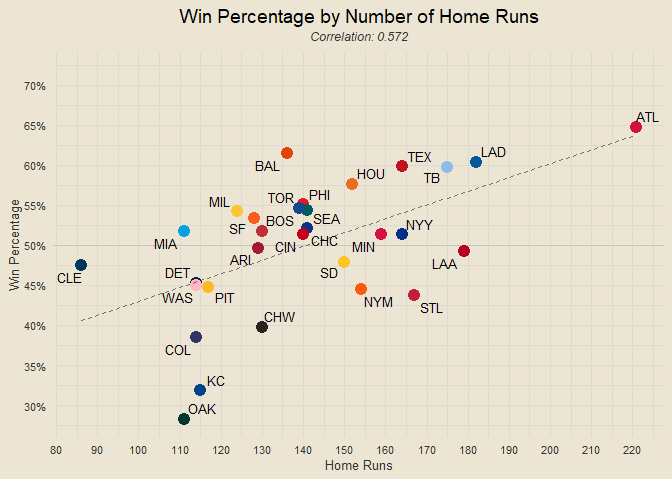 Win Percentage by Number of Home Runs
Correlation: 0.572
70%
65%
60%
55%
50%
45%
40%
35%
30%
Win Percentage
ATL
LAD
TEX
TB
BAL
HOU
PHI
TOR
MIL
SEA
BOS
SF
NYY
MIA
CHC
CIN
MIN
ARI
LAA
SD
CLE
DET
WAS
PIT
NYM
STL
CHW
COL
KC
OAK
80 90 100 110 120 130 140 150 160 170 180 190 200 210 220
Home Runs